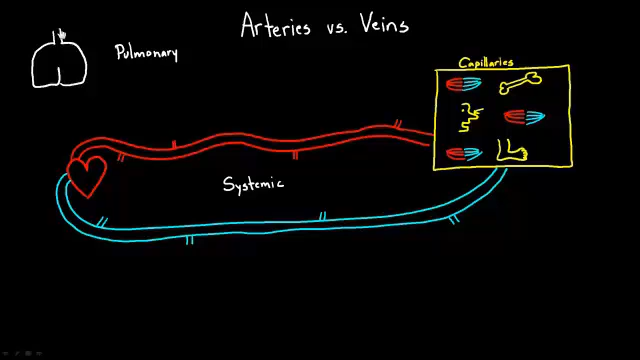 Arteries vs. Veins
Pulmonary
Capillaries
Systemic